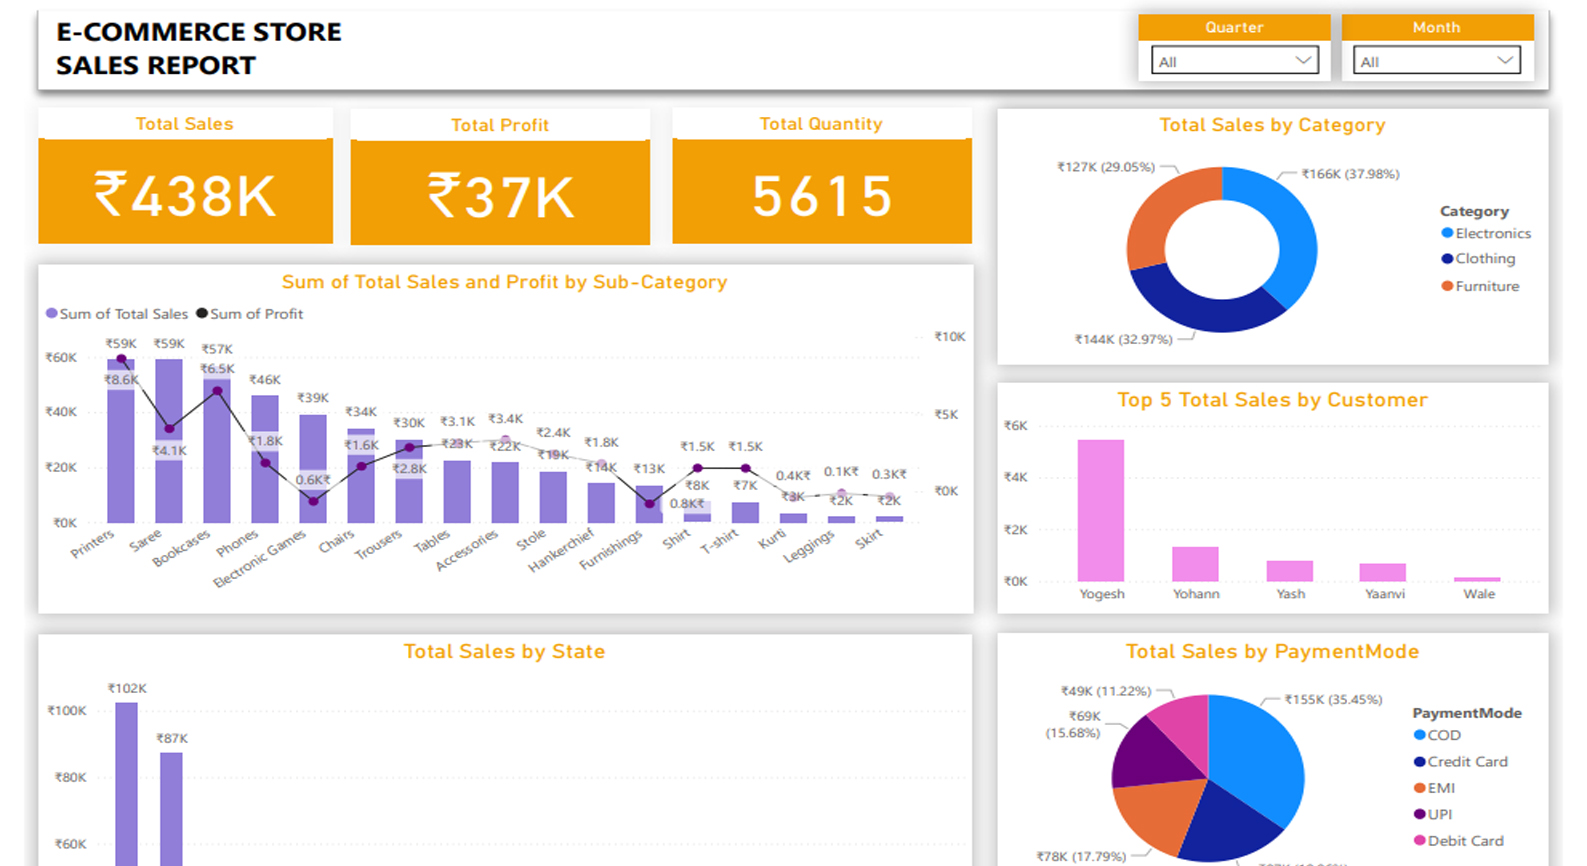 E-COMMERCE STORE
SALES REPORT
Quarter
All
Month
All
Total Sales
₹438K
Total Profit
₹37K
Total Quantity
5615
Total Sales by Category
₹127K (29.05%)
₹166K (37.98%)
₹144K (32.97%)
Category
Electronics
Clothing
Furniture
Sum of Total Sales and Profit by Sub-Category
Sum of Total Sales Sum of Profit
₹60K
₹40K
₹20K
₹0K
₹10K
₹5K
₹0K
₹59K
₹59K
₹57K
₹46K
₹39K
₹34K
₹30K
₹23K
₹22K
₹19K
₹14K
₹13K
₹8K
₹7K
₹3K
₹2K
₹2K
₹8.6K
₹4.1K
₹6.5K
₹1.8K
0.6K₹
₹1.6K
₹2.8K
₹3.1K
₹3.4K
₹2.4K
₹1.8K
0.8K₹
₹1.5K
₹1.5K
0.4K₹
0.1K₹
0.3K₹
Printers
Saree
Bookcases
Phones
Electronic Games
Chairs
Trousers
Tables
Accessories
Stole
Hankerchief
Furnishings
Shirt
T-shirt
Kurti
Leggings
Skirt
Top 5 Total Sales by Customer
₹6K
₹4K
₹2K
₹0K
Yogesh
Yohann
Yash
Yaanvi
Wale
Total Sales by State
₹100K
₹80K
₹60K
₹102K
₹87K
Total Sales by PaymentMode
₹49K (11.22%)
₹69K
(15.68%)
₹155K (35.45%)
₹78K (17.79%)
PaymentMode
COD
Credit Card
EMI
UPI
Debit Card